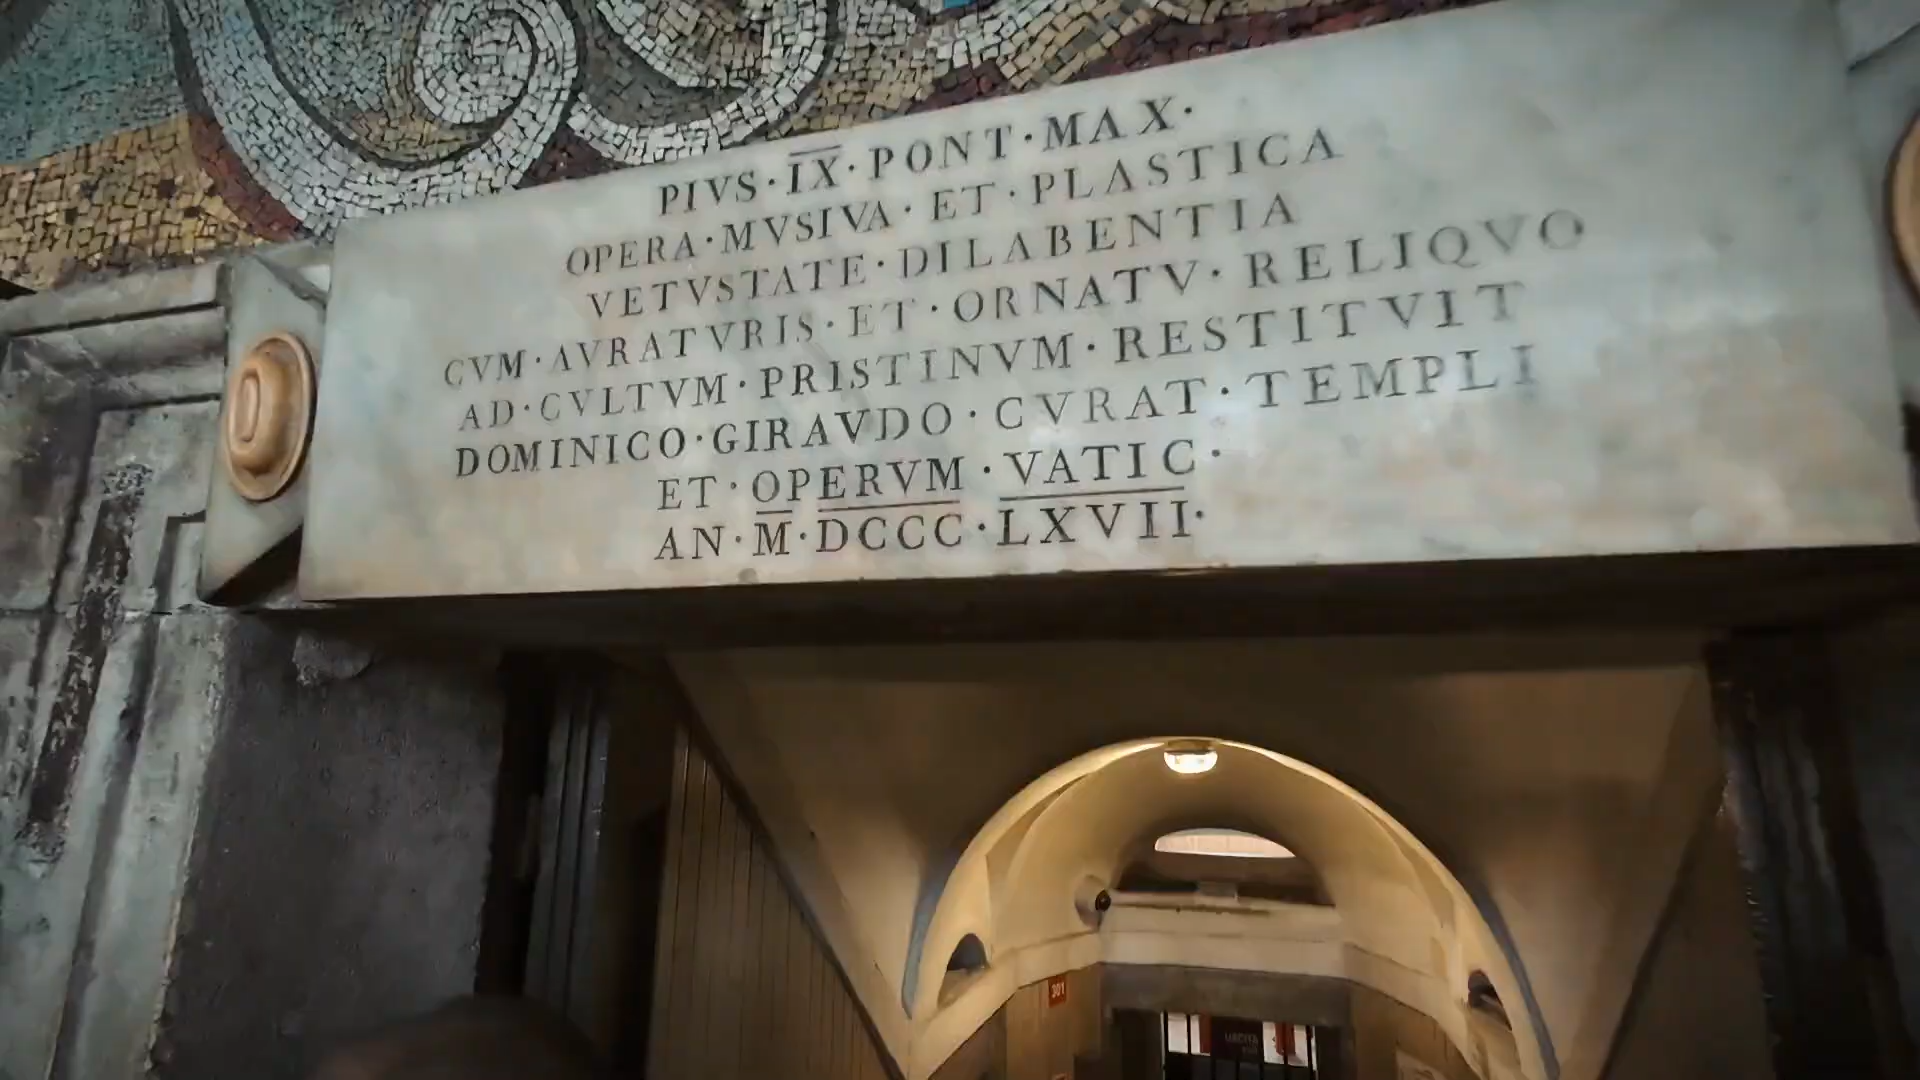 PIVS·IX·PONT·MAX·
OPERA·MVSIVA·ET·PLASTICA
VETVSTATE·DILABENTIA
CVM·AVRATVRIS·ET·ORNATV·RELIQVO
AD·CVLTVM·PRISTINVM·RESTITVIT
DOMINICO·GIRAVDO·CVRAT·TEMPLI
ET·OPERVM·VATIC·
AN·M·DCCC·LXVII·
301